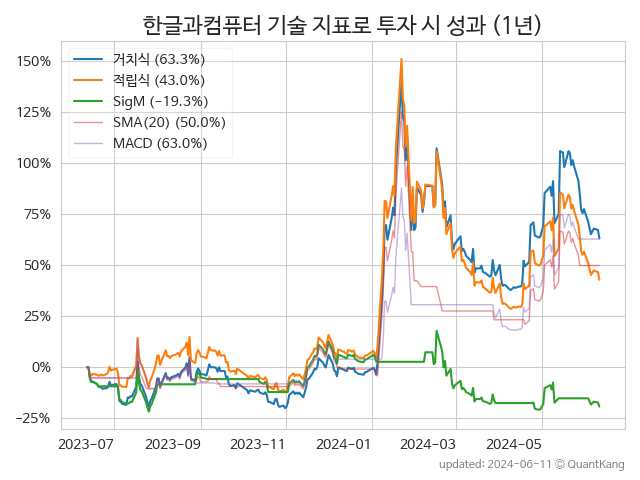 한글과컴퓨터 기술 지표로 투자 시 성과 (1년)
150%
125%
100%
75%
50%
25%
0%
−25%
거치식 (63.3%)
적립식 (43.0%)
SigM (−19.3%)
SMA(20) (50.0%)
MACD (63.0%)
2023-07 2023-09 2023-11 2024-01 2024-03 2024-05
updated: 2024-06-11 © QuantKang